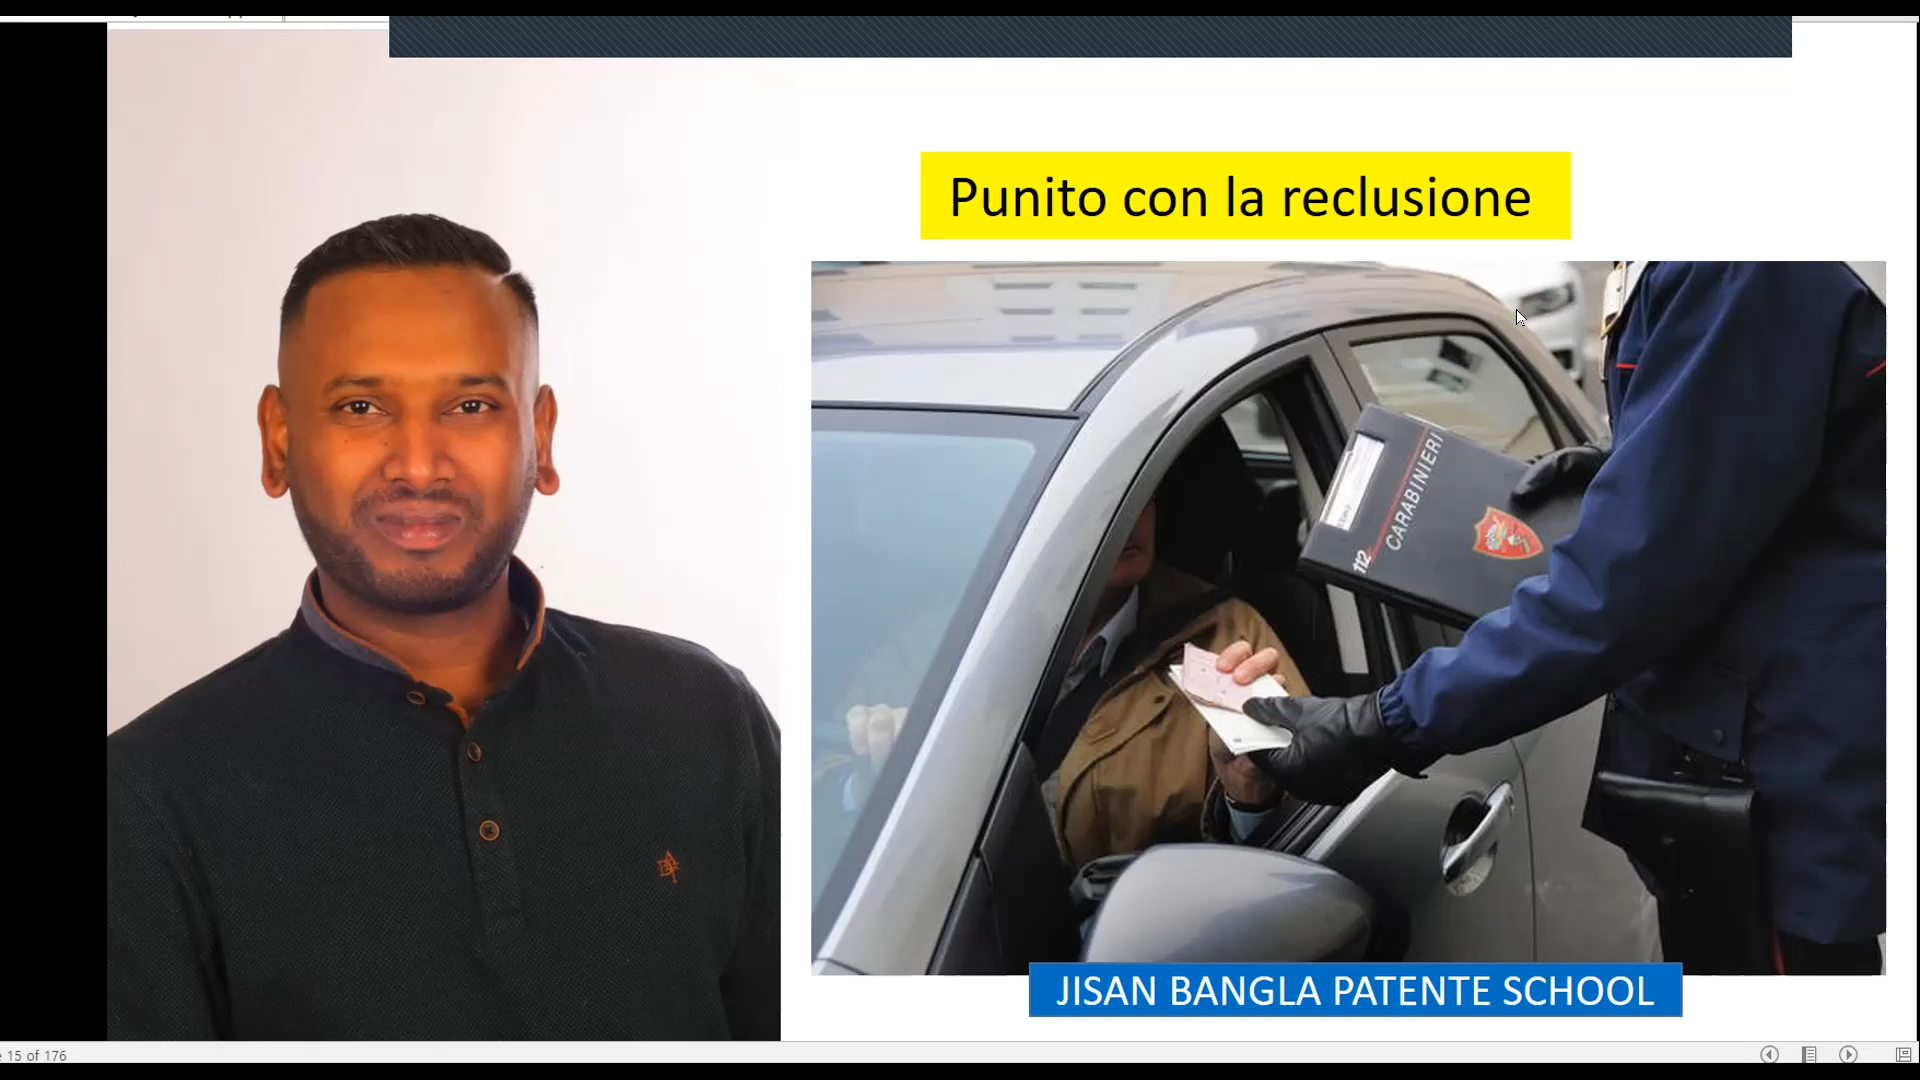 Punito con la reclusione
CARABINIERI
112
JISAN BANGLA PATENTE SCHOOL
15 of 176